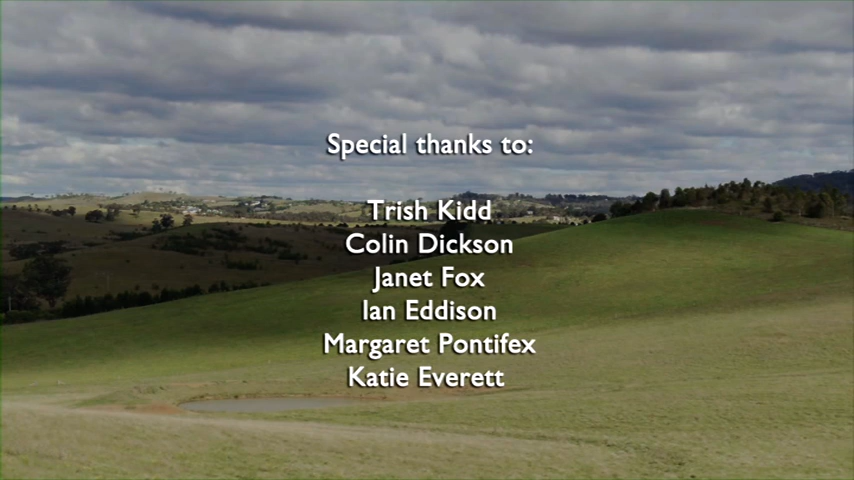 Special thanks to:
Trish Kidd
Colin Dickson
Janet Fox
Ian Eddison
Margaret Pontifex
Katie Everett